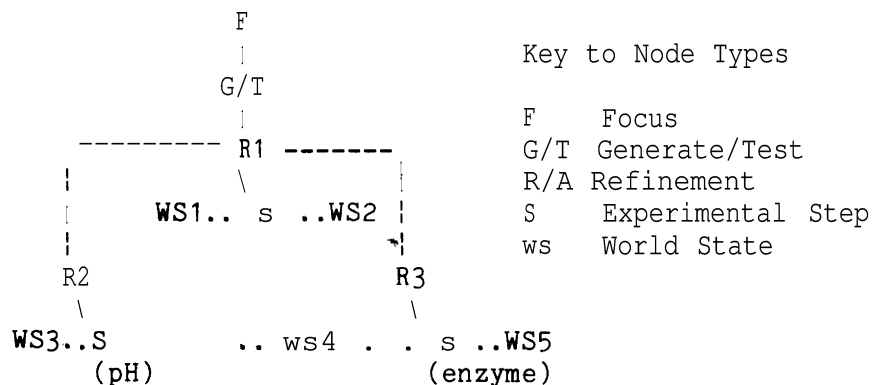 F
G/T
R1
WS1.. s ..WS2
R2 R3
WS3..S .. ws4 . . s ..WS5
(pH) (enzyme)
Key to Node Types
F Focus
G/T Generate/Test
R/A Refinement
S Experimental Step
ws World State